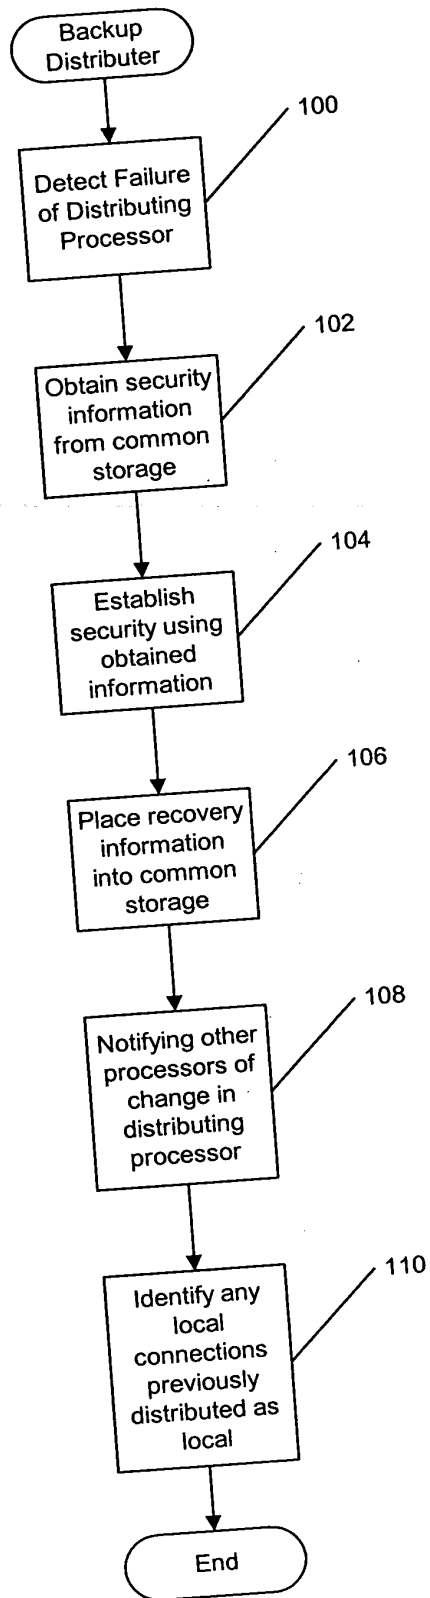 Backup
Distributer
100
Detect Failure
of Distributing
Processor
102
Obtain security
information
from common
storage
104
Establish
security using
obtained
information
106
Place recovery
information
into common
storage
108
Notifying other
processors of
change in
distributing
processor
110
Identify any
local
connections
previously
distributed as
local
End